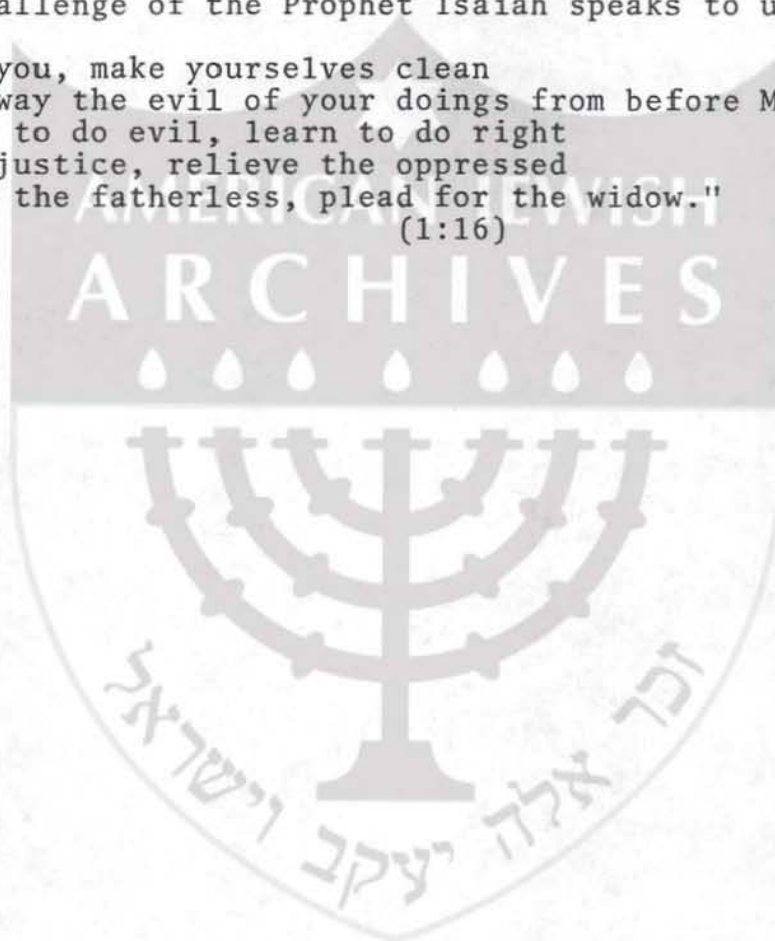 allenge of the Prophet Isaiah speaks to u
you, make yourselves clean
way the evil of your doings from before M
to do evil, learn to do right
justice, relieve the oppressed
the fatherless, plead for the widow."
(1:16)
AMERICAN JEWISH
ARCHIVES
זכר אלה יעקב וישראל